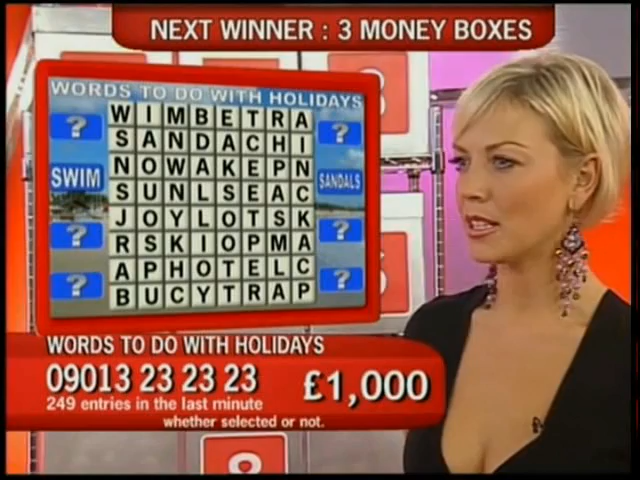 NEXT WINNER : 3 MONEY BOXES
WORDS TO DO WITH HOLIDAYS
? WIMBETRA ?
SANDACHI
SWIM NOWAKEPN SANDALS
SUNLSEAC
? JOYLOTSK ?
RSKIOPMA
? APHOTELC ?
BUCYTRAP
WORDS TO DO WITH HOLIDAYS
09013 23 23 23 £1,000
249 entries in the last minute
whether selected or not.
8